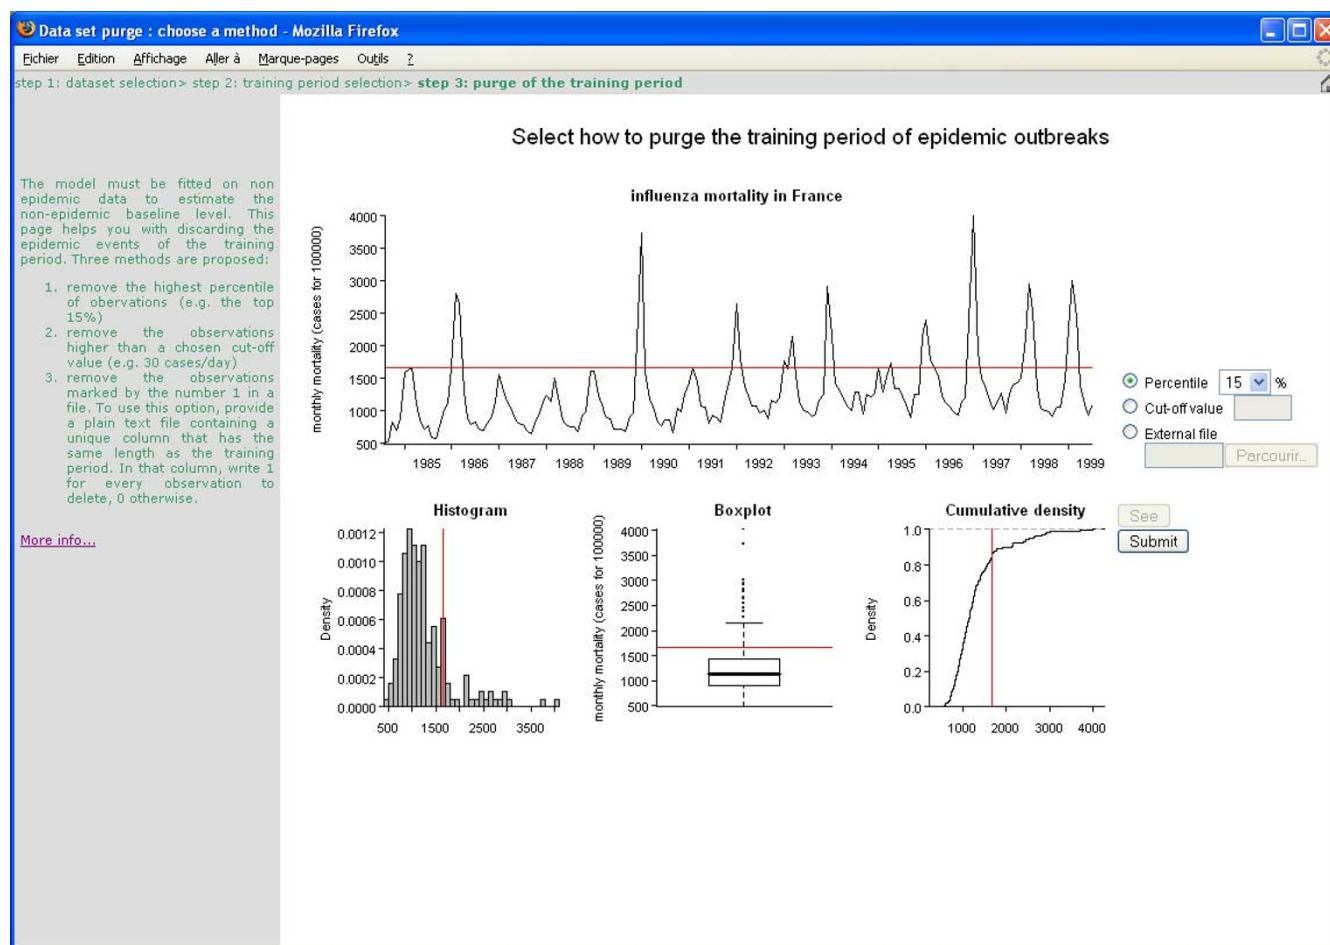 Data set purge : choose a method - Mozilla Firefox
Fichier Edition Affichage Aller à Marque-pages Outils ?
step 1: dataset selection> step 2: training period selection> step 3: purge of the training period
The model must be fitted on non
epidemic data to estimate the
non-epidemic baseline level. This
page helps you with discarding the
epidemic events of the training
period. Three methods are proposed:
1. remove the highest percentile
of obervations (e.g. the top
15%)
2. remove the observations
higher than a chosen cut-off
value (e.g. 30 cases/day)
3. remove the observations
marked by the number 1 in a
file. To use this option, provide
a plain text file containing a
unique column that has the
same length as the training
period. In that column, write 1
for every observation to
delete, 0 otherwise.
More info...
Select how to purge the training period of epidemic outbreaks
influenza mortality in France
monthly mortality (cases for 100000)
4000
3500
3000
2500
2000
1500
1000
500
1985 1986 1987 1988 1989 1990 1991 1992 1993 1994 1995 1996 1997 1998 1999
Percentile 15 %
Cut-off value
External file
Parcourir...
See
Submit
Histogram
Density
0.0012
0.0010
0.0008
0.0006
0.0004
0.0002
0.0000
500 1500 2500 3500
Boxplot
monthly mortality (cases for 100000)
4000
3500
3000
2500
2000
1500
1000
500
Cumulative density
Density
1.0
0.8
0.6
0.4
0.2
0.0
1000 2000 3000 4000